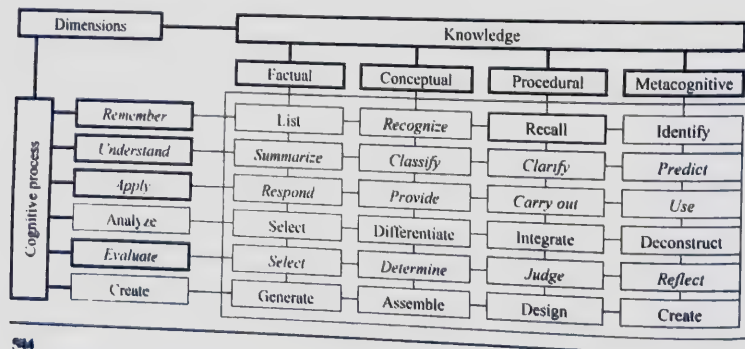 Dimensions
Knowledge
Factual Conceptual Procedural Metacognitive
Cognitive process
Remember List Recognize Recall Identify
Understand Summarize Classify Clarify Predict
Apply Respond Provide Carry out Use
Analyze Select Differentiate Integrate Deconstruct
Evaluate Select Determine Judge Reflect
Create Generate Assemble Design Create